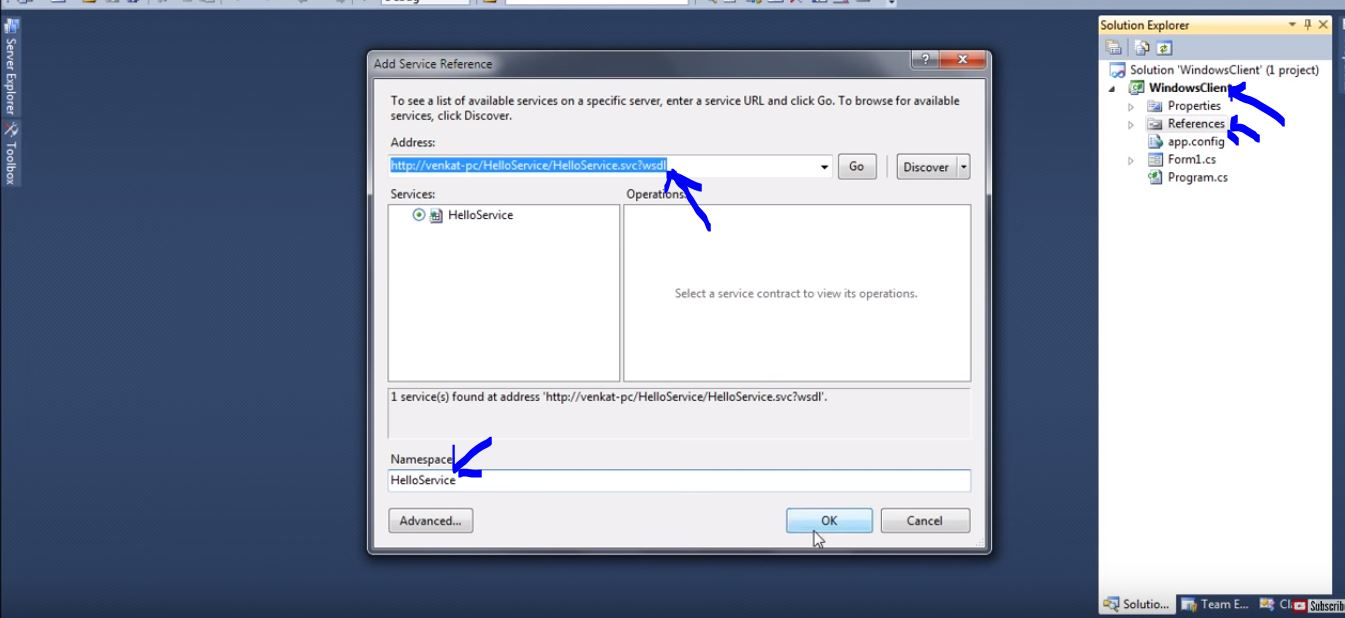 Solution Explorer
Server Explorer
Toolbox
Solution 'WindowsClient' (1 project)
WindowsClient
Properties
References
app.config
Form1.cs
Program.cs
Add Service Reference
To see a list of available services on a specific server, enter a service URL and click Go. To browse for available
services, click Discover.
Address:
http://venkat-pc/HelloService/HelloService.svc?wsdl
Go
Discover
Services:
Operations:
HelloService
Select a service contract to view its operations.
1 service(s) found at address 'http://venkat-pc/HelloService/HelloService.svc?wsdl'.
Namespace
HelloService
Advanced...
OK
Cancel
Solutio...
Team E...
Cl
Subscrib